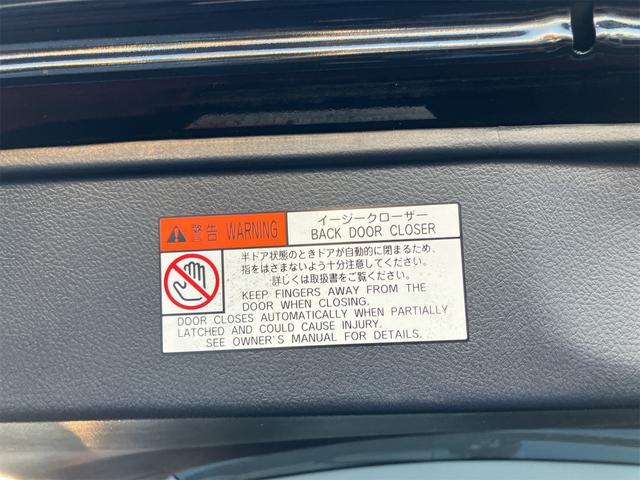 警告 WARNING
イージークローザー
BACK DOOR CLOSER
半ドア状態のときドアが自動的に閉まるため、
指をはさまないよう十分注意してください。
詳しくは取扱書をご覧ください。
KEEP FINGERS AWAY FROM THE
DOOR WHEN CLOSING.
DOOR CLOSES AUTOMATICALLY WHEN PARTIALLY
LATCHED AND COULD CAUSE INJURY.
SEE OWNER'S MANUAL FOR DETAILS.